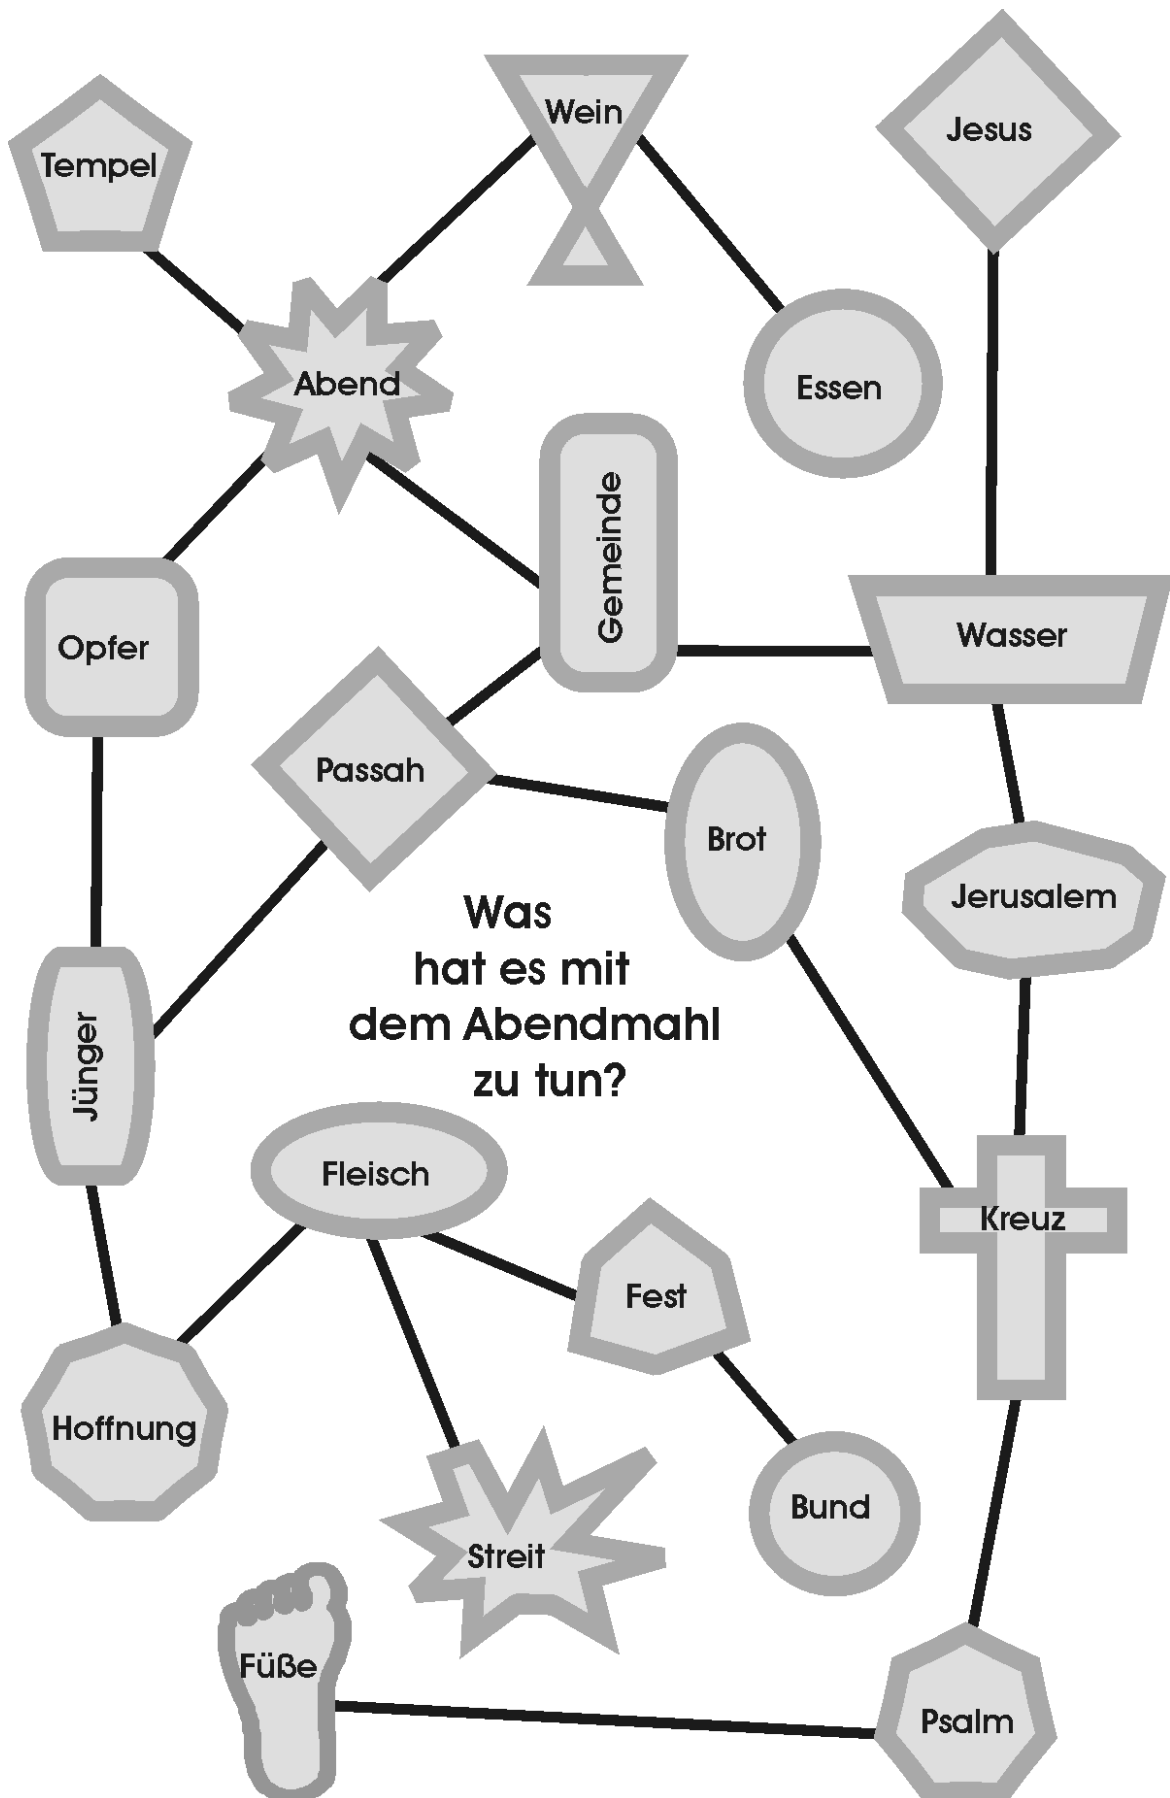 Wein
Jesus
Tempel
Abend
Essen
Gemeinde
Opfer
Wasser
Passah
Brot
Jerusalem
Was
hat es mit
dem Abendmahl
zu tun?
Jünger
Fleisch
Kreuz
Fest
Hoffnung
Bund
Streit
Füße
Psalm